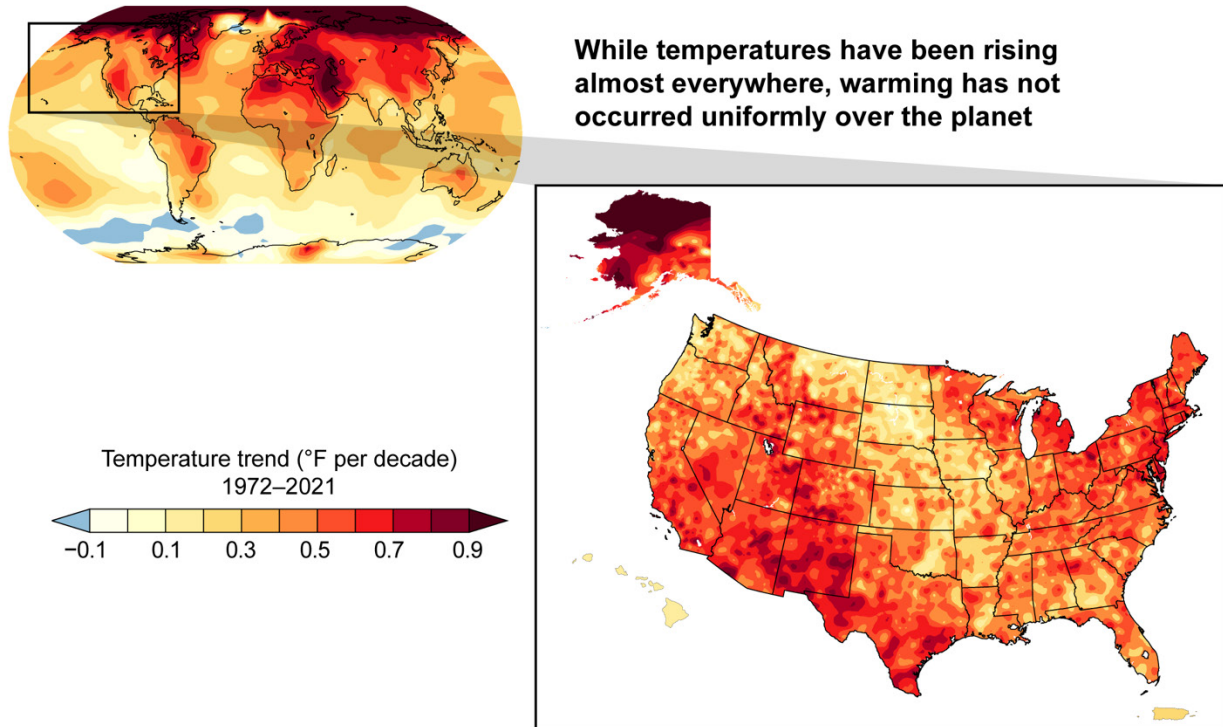 While temperatures have been rising
almost everywhere, warming has not
occurred uniformly over the planet
Temperature trend (°F per decade)
1972–2021
−0.1 0.1 0.3 0.5 0.7 0.9